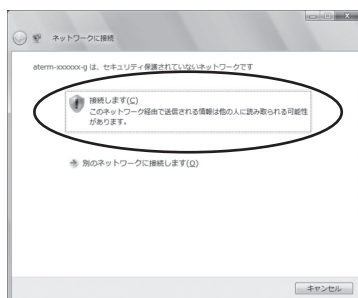 ネットワークに接続
aterm-xxxxxx-g は、セキュリティ保護されていないネットワークです
接続します(C)
このネットワーク経由で送信される情報は他の人に読み取られる可能性
があります。
別のネットワークに接続します(O)
キャンセル